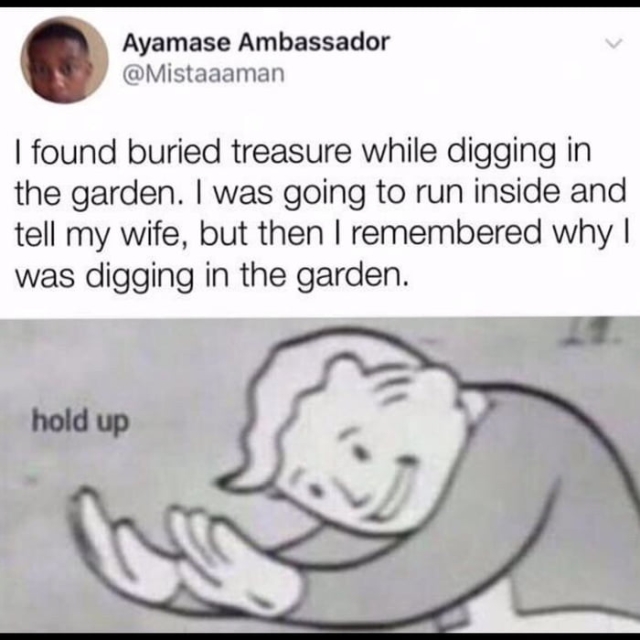 Ayamase Ambassador
@Mistaaaman
I found buried treasure while digging in
the garden. I was going to run inside and
tell my wife, but then I remembered why I
was digging in the garden.
hold up